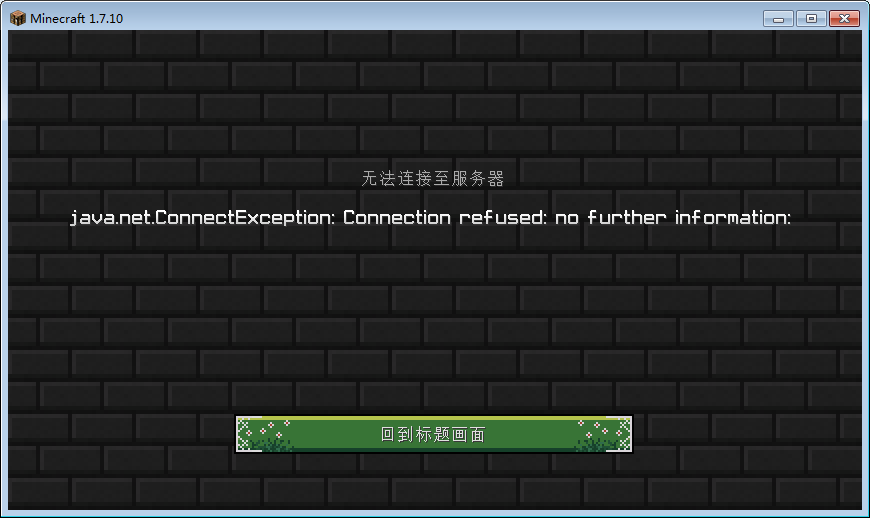 Minecraft 1.7.10
无法连接至服务器
java.net.ConnectException: Connection refused: no further information:
回到标题画面